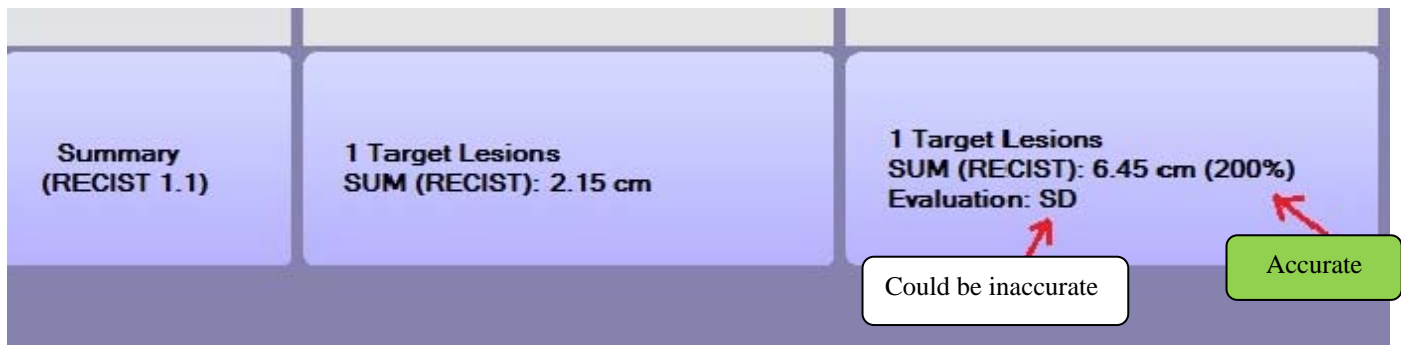 Summary
(RECIST 1.1)
1 Target Lesions
SUM (RECIST): 2.15 cm
1 Target Lesions
SUM (RECIST): 6.45 cm (200%)
Evaluation: SD
Could be inaccurate
Accurate